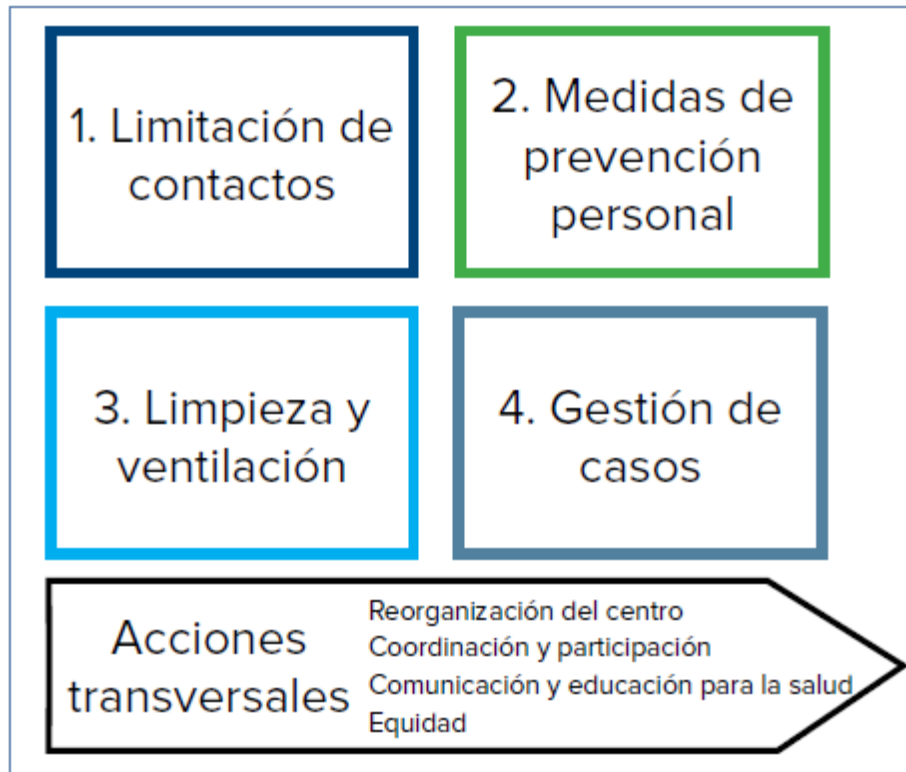 1. Limitación de
contactos
2. Medidas de
prevención
personal
3. Limpieza y
ventilación
4. Gestión de
casos
Acciones
transversales
Reorganización del centro
Coordinación y participación
Comunicación y educación para la salud
Equidad